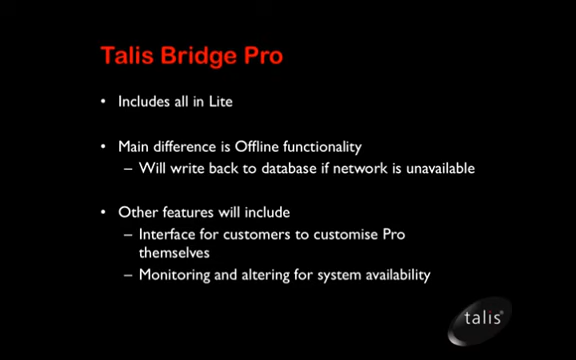 Talis Bridge Pro
• Includes all in Lite
• Main difference is Offline functionality
– Will write back to database if network is unavailable
• Other features will include
– Interface for customers to customise Pro
themselves
– Monitoring and altering for system availability
talis®